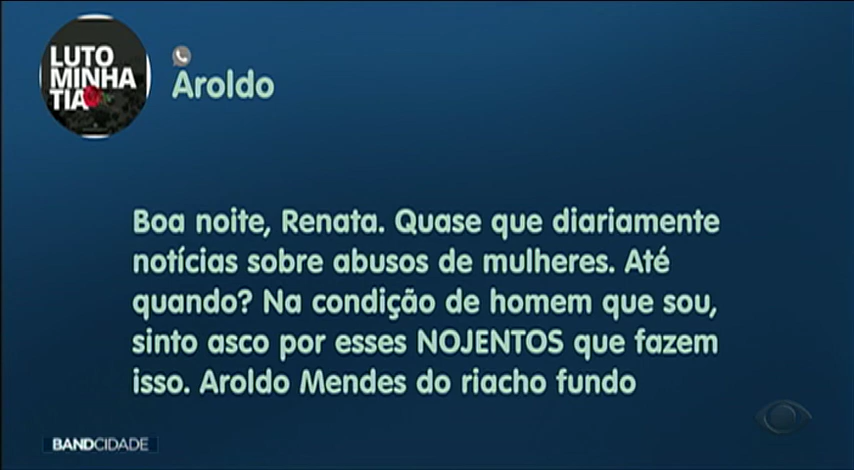 LUTO
MINHA
TIA
Aroldo
Boa noite, Renata. Quase que diariamente
notícias sobre abusos de mulheres. Até
quando? Na condição de homem que sou,
sinto asco por esses NOJENTOS que fazem
isso. Aroldo Mendes do riacho fundo
BANDCIDADE